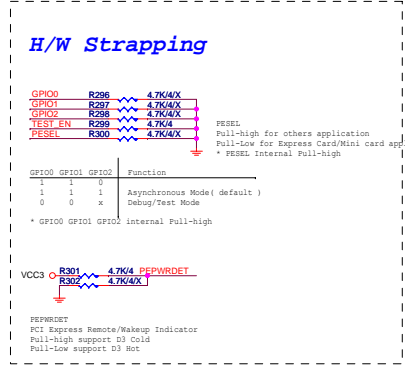 H/W Strapping
GPIO0 R296 4.7K/4/X
GPIO1 R297 4.7K/4/X
GPIO2 R298 4.7K/4/X
TEST_EN R299 4.7K/4
PESEL R300 4.7K/4/X
PESEL
Pull-high for others application
Pull-Low for Express Card/Mini card app
* PESEL Internal Pull-high
GPIO0 GPIO1 GPIO2 Function
1 1 0
1 1 1 Asynchronous Mode( default )
0 0 x Debug/Test Mode
* GPIO0 GPIO1 GPIO2 internal Pull-high
VCC3 R301 4.7K/4 PEPWRDET
R302 4.7K/4/X
PEPWRDET
PCI Express Remote/Wakeup Indicator
Pull-high support D3 Cold
Pull-Low support D3 Hot